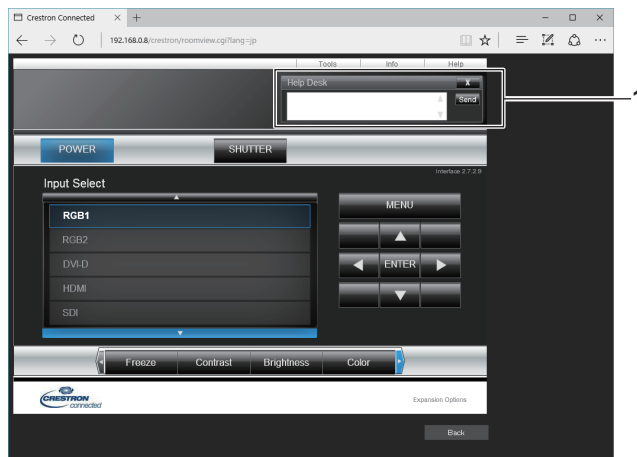 Crestron Connected
192.168.0.8/crestron/roomview.cgi?lang=jp
Tools Info Help
Help Desk X
Send
1
POWER SHUTTER
Interface 2.7.2.9
Input Select
MENU
RGB1
RGB2
DVI-D
ENTER
HDMI
SDI
Freeze Contrast Brightness Color
CRESTRON
connected
Expansion Options
Back